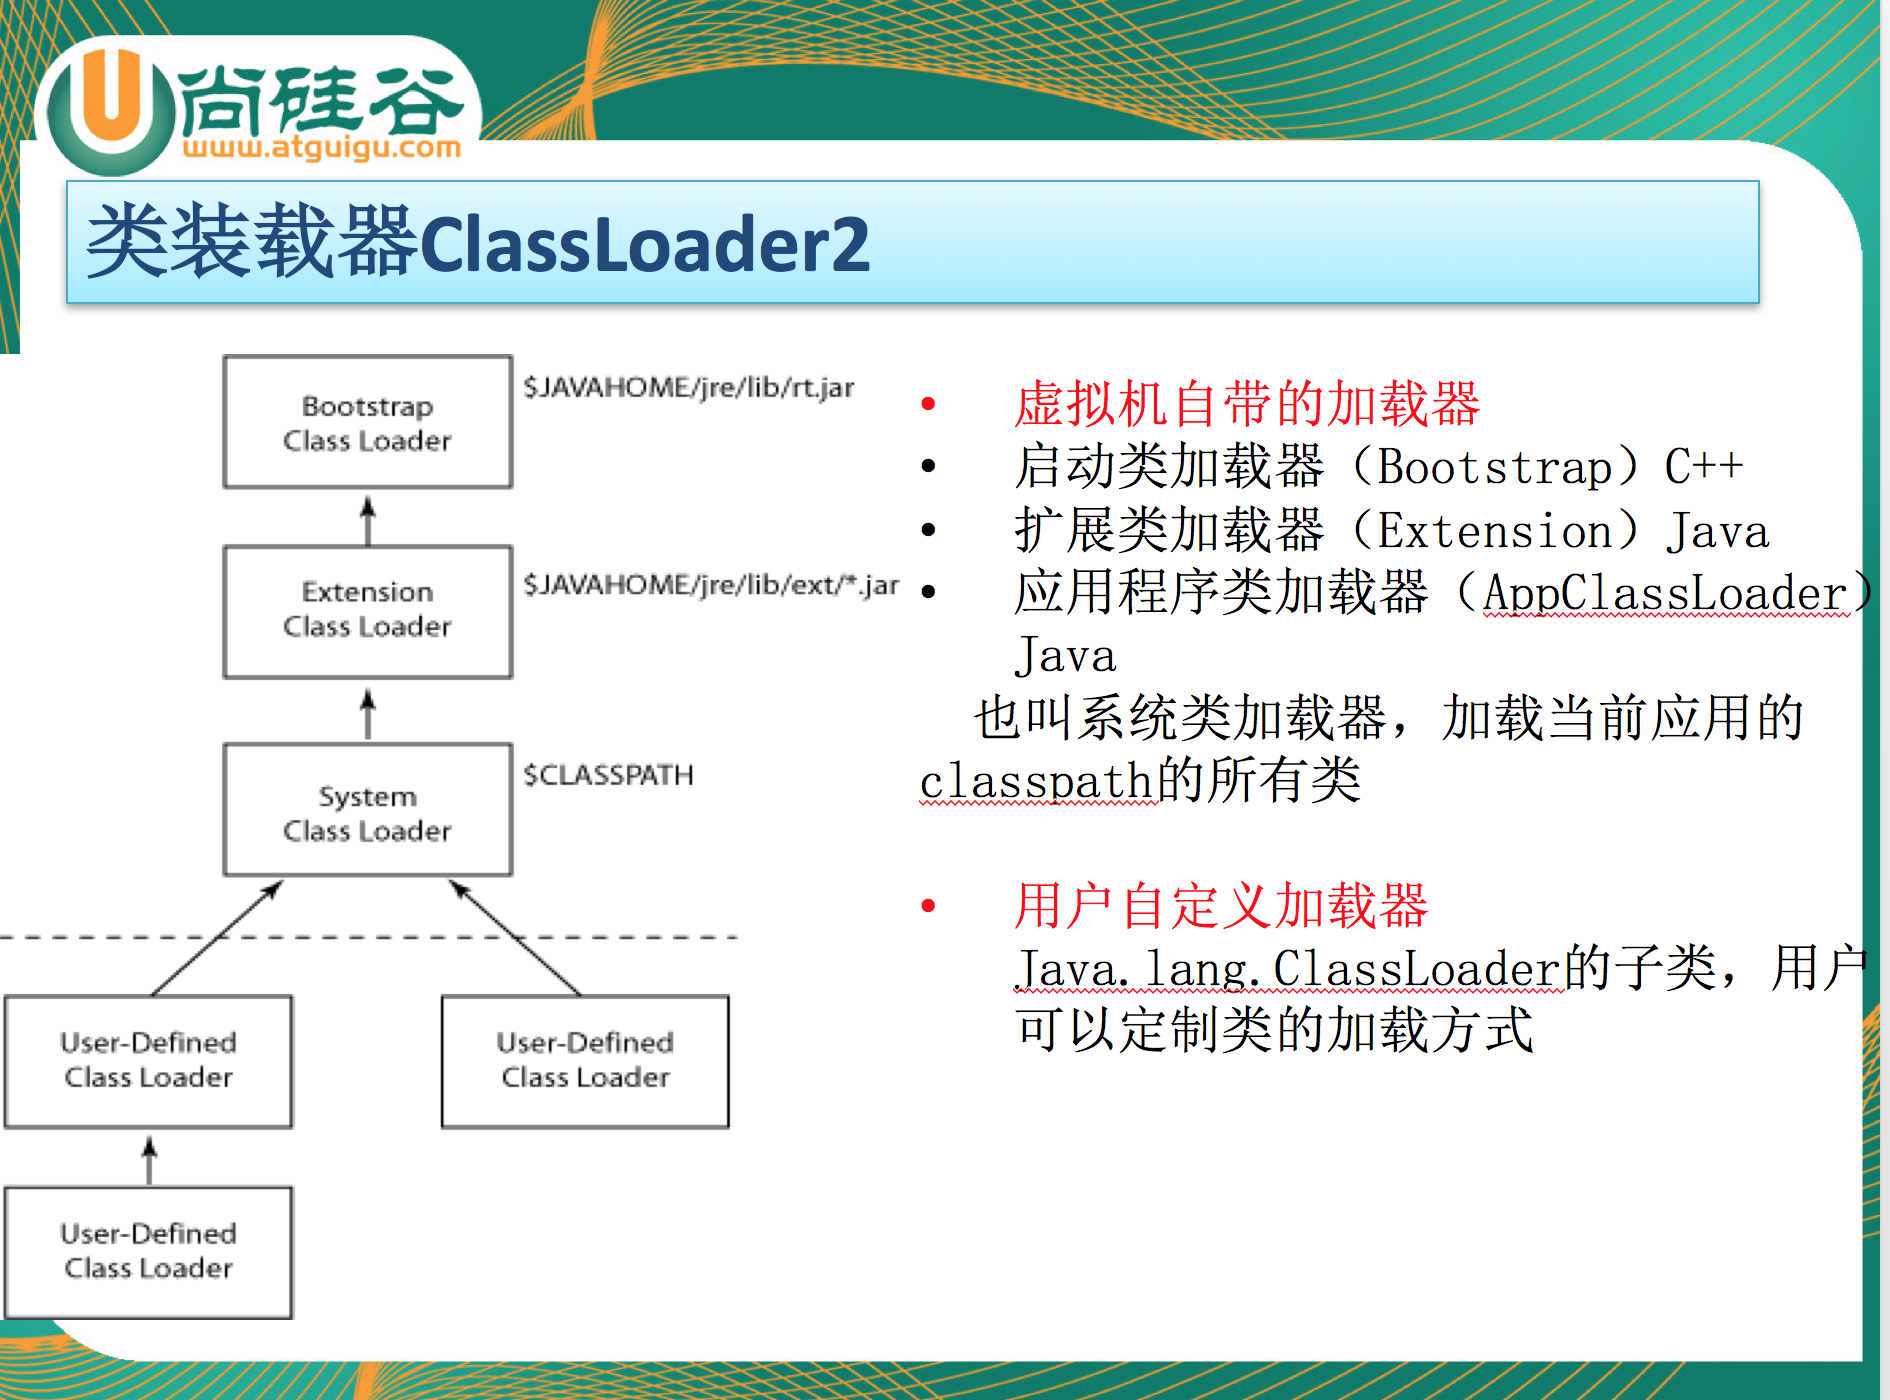 尚硅谷
www.atguigu.com
类装载器ClassLoader2
Bootstrap
Class Loader
$JAVAHOME/jre/lib/rt.jar
Extension
Class Loader
$JAVAHOME/jre/lib/ext/*.jar
System
Class Loader
$CLASSPATH
User-Defined
Class Loader
User-Defined
Class Loader
User-Defined
Class Loader
• 虚拟机自带的加载器
• 启动类加载器（Bootstrap）C++
• 扩展类加载器（Extension）Java
• 应用程序类加载器（AppClassLoader）
Java
也叫系统类加载器，加载当前应用的
classpath的所有类
• 用户自定义加载器
Java.lang.ClassLoader的子类，用户
可以定制类的加载方式